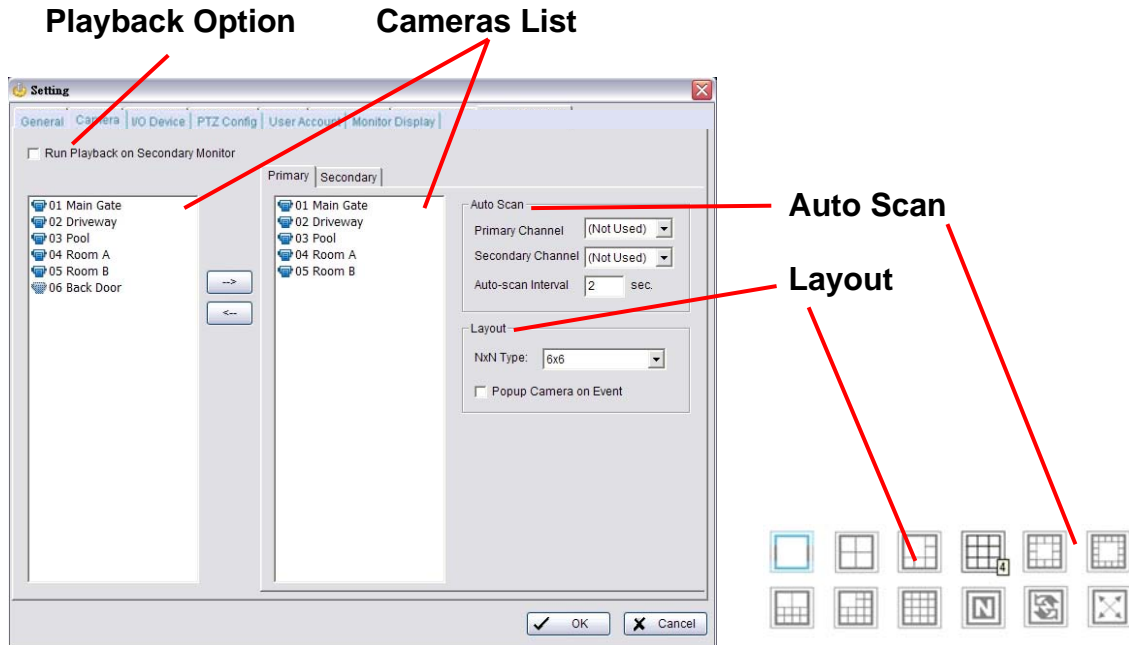 Playback Option
Cameras List
Setting
General
Camera
I/O Device
PTZ Config
User Account
Monitor Display
Run Playback on Secondary Monitor
Primary
Secondary
01 Main Gate
02 Driveway
03 Pool
04 Room A
05 Room B
06 Back Door
-->
<--
01 Main Gate
02 Driveway
03 Pool
04 Room A
05 Room B
Auto Scan
Primary Channel
(Not Used)
Secondary Channel
(Not Used)
Auto-scan Interval
2
sec.
Layout
NxN Type:
6x6
Popup Camera on Event
OK
Cancel
Auto Scan
Layout
4
N